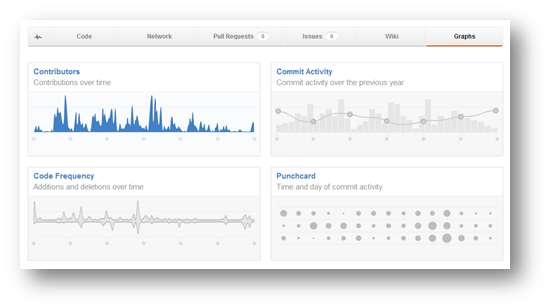 Code Network Pull Requests 0 Issues 0 Wiki Graphs
Contributors
Contributions over time
Commit Activity
Commit activity over the previous year
Code Frequency
Additions and deletions over time
Punchcard
Time and day of commit activity